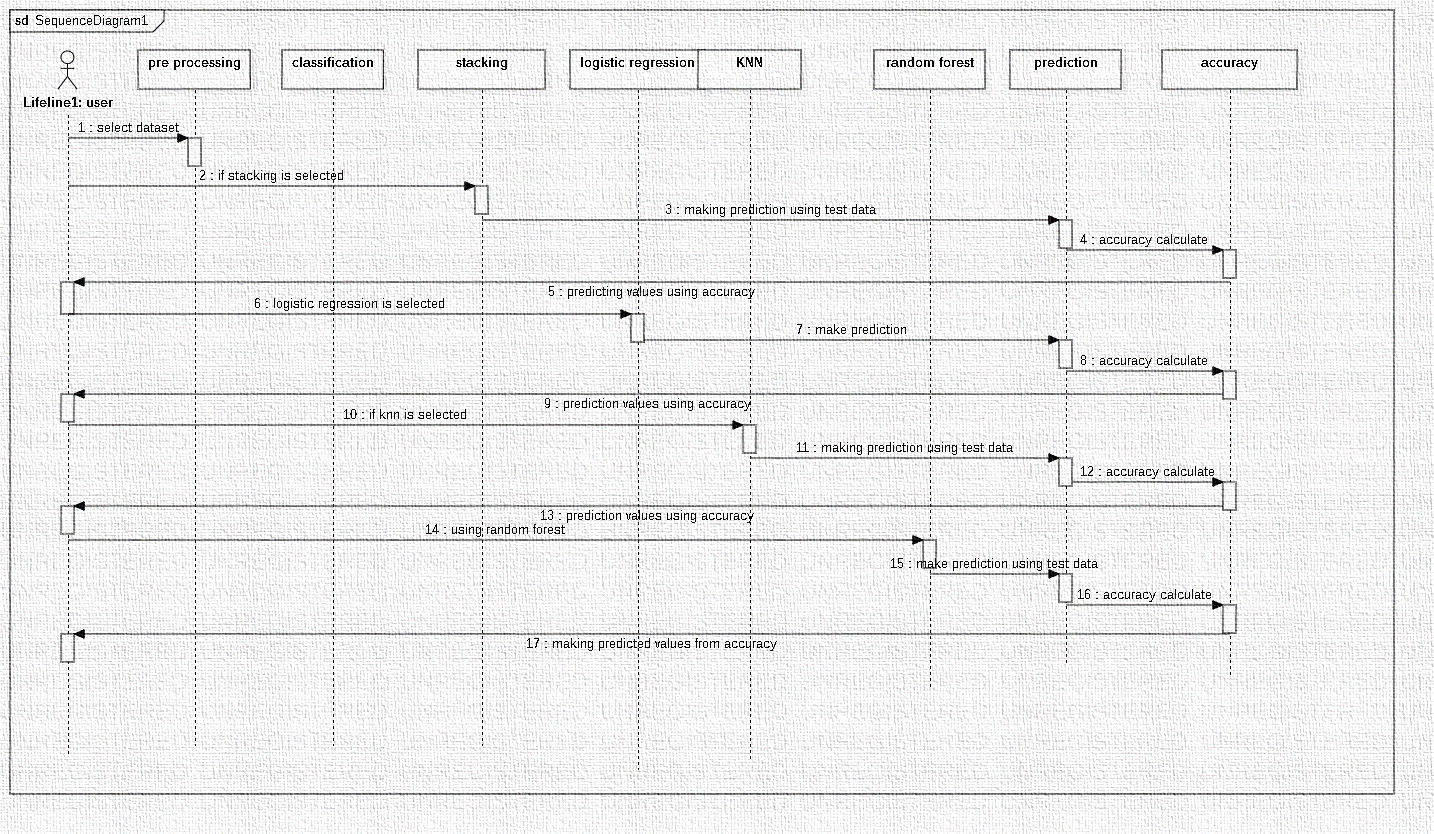 sd SequenceDiagram1
pre processing
classification
stacking
logistic regression
KNN
random forest
prediction
accuracy
Lifeline1: user
1 : select dataset
2 : if stacking is selected
3 : making prediction using test data
4 : accuracy calculate
5 : predicting values using accuracy
6 : logistic regression is selected
7 : make prediction
8 : accuracy calculate
9 : prediction values using accuracy
10 : if knn is selected
11 : making prediction using test data
12 : accuracy calculate
13 : prediction values using accuracy
14 : using random forest
15 : make prediction using test data
16 : accuracy calculate
17 : making predicted values from accuracy